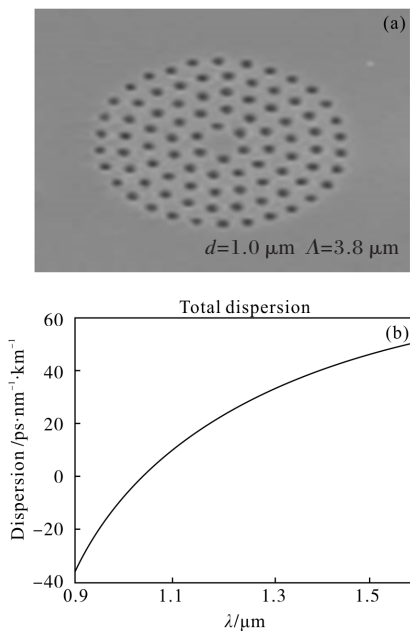 (a)
d=1.0 μm Λ=3.8 μm
Total dispersion
(b)
Dispersion /ps·nm⁻¹·km⁻¹
60
40
20
0
−20
−40
0.9 1.1 1.3 1.5
λ/μm